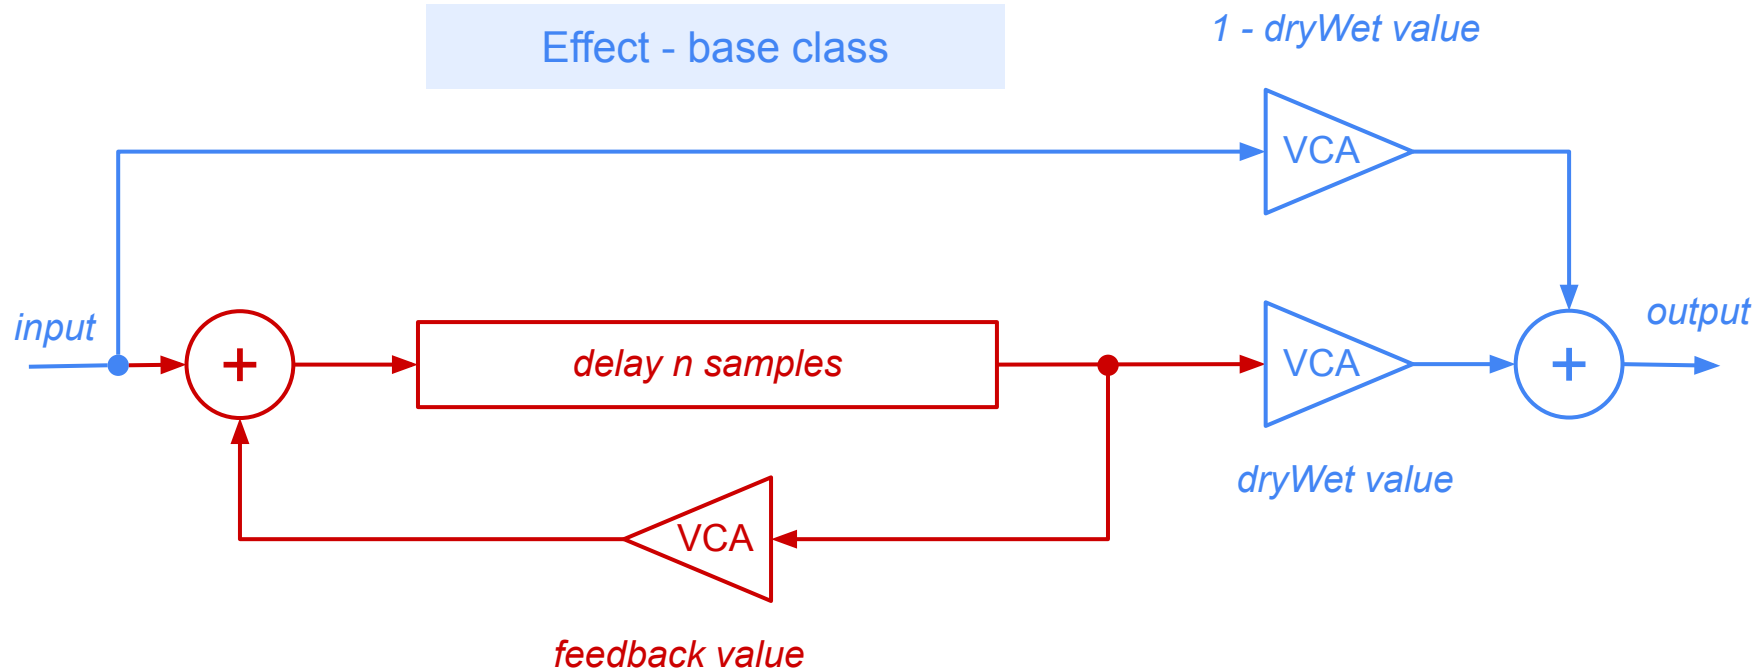 Effect - base class
1 - dryWet value
VCA
input
+
delay n samples
VCA
+
output
dryWet value
VCA
feedback value